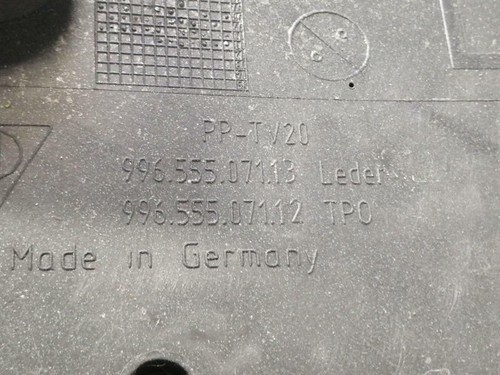 PP-TV20
996.555.071.13 Leder
996.555.071.12 TPO
Made in Germany